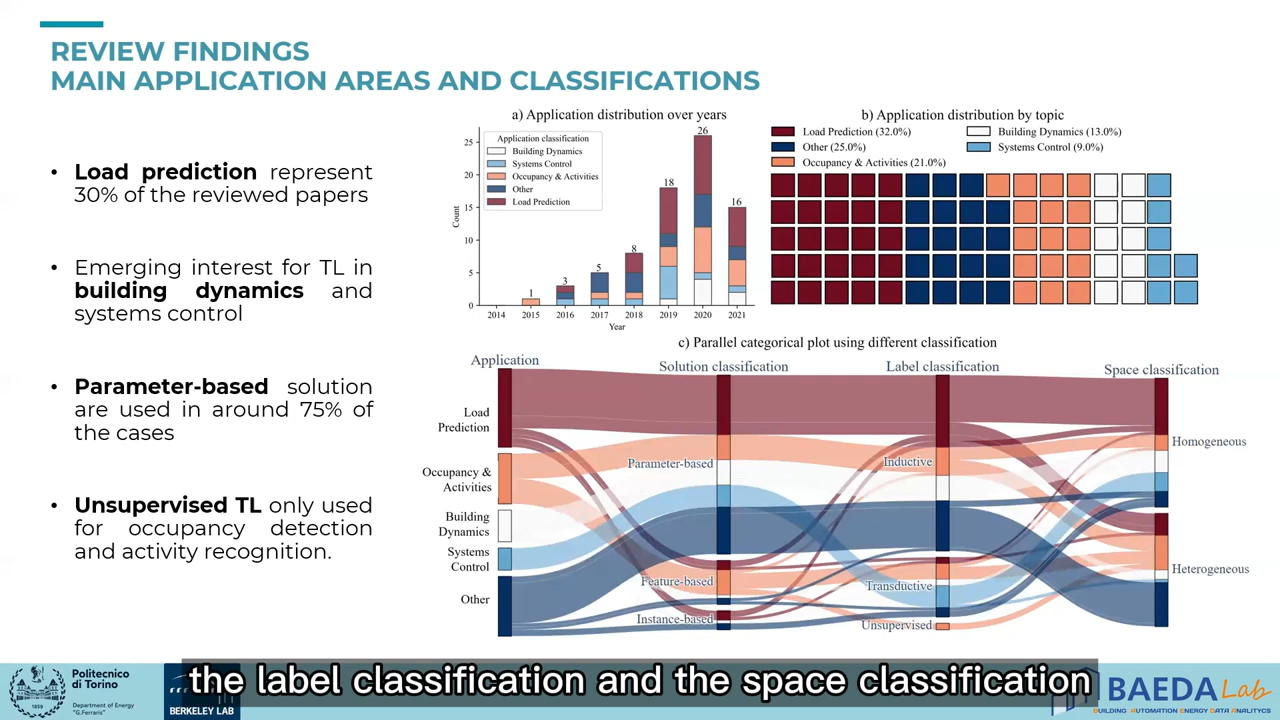 REVIEW FINDINGS
MAIN APPLICATION AREAS AND CLASSIFICATIONS
• Load prediction represent
30% of the reviewed papers
• Emerging interest for TL in
building dynamics and
systems control
• Parameter-based solution
are used in around 75% of
the cases
• Unsupervised TL only used
for occupancy detection
and activity recognition.
a) Application distribution over years
Application classification
Building Dynamics
Systems Control
Occupancy & Activities
Other
Load Prediction
Count
25
20
15
10
5
0
1
3
5
8
18
26
16
2014 2015 2016 2017 2018 2019 2020 2021
Year
b) Application distribution by topic
Load Prediction (32.0%)
Other (25.0%)
Occupancy & Activities (21.0%)
Building Dynamics (13.0%)
Systems Control (9.0%)
c) Parallel categorical plot using different classification
Application
Solution classification
Label classification
Space classification
Load
Prediction
Occupancy &
Activities
Building
Dynamics
Systems
Control
Other
Parameter-based
Feature-based
Instance-based
Inductive
Transductive
Unsupervised
Homogeneous
Heterogeneous
the label classification and the space classification
1859
Politecnico
di Torino
Department of Energy
"G.Ferraris"
BERKELEY LAB
BAEDA Lab
BUILDING AUTOMATION ENERGY DATA ANALITYCS